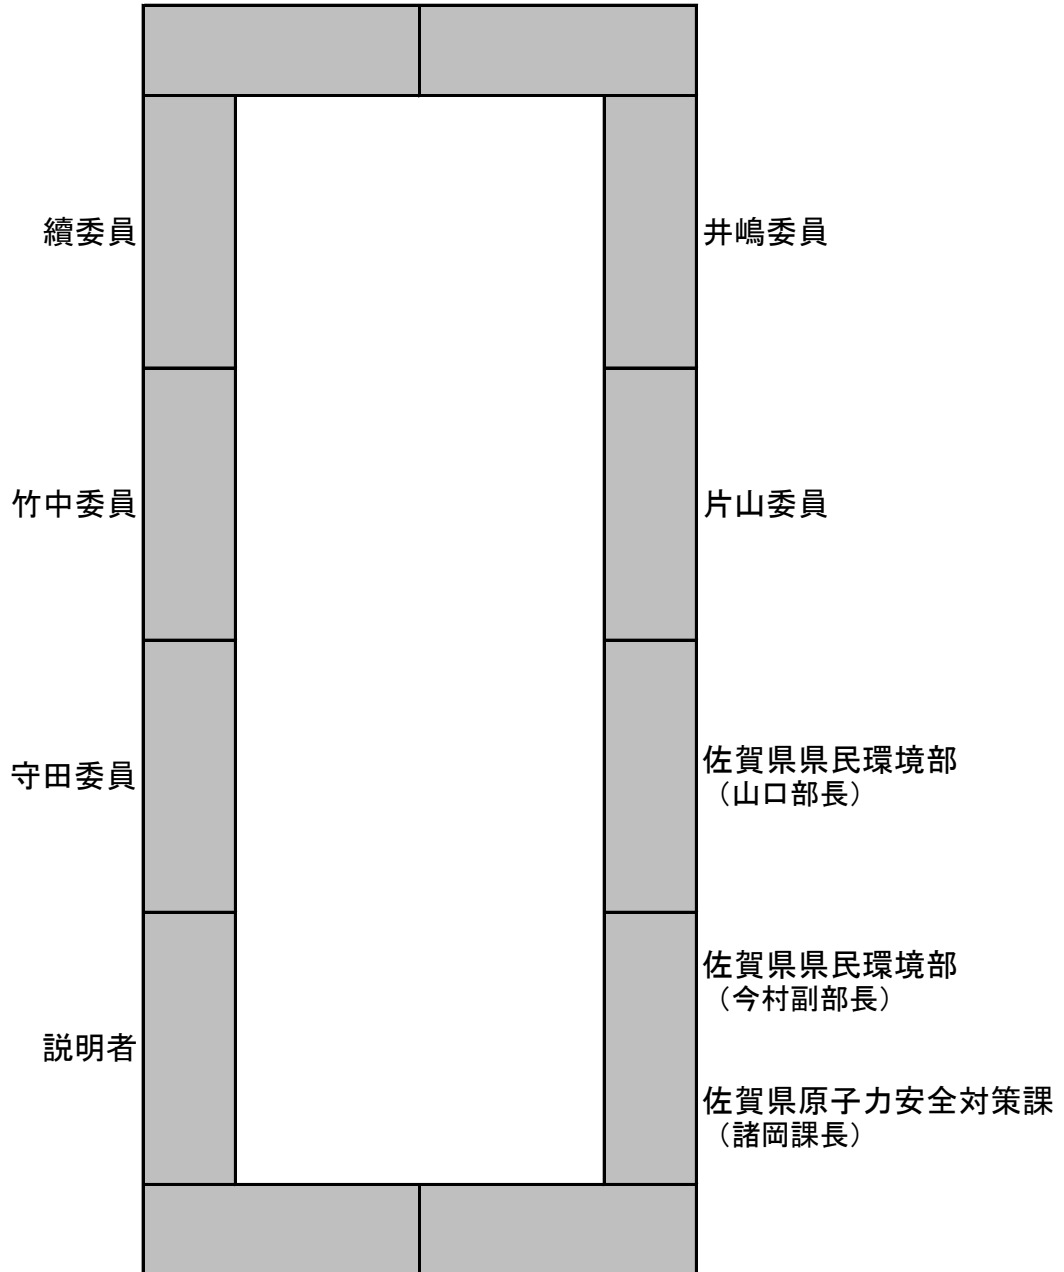 續委員
井嶋委員
竹中委員
片山委員
守田委員
佐賀県県民環境部
（山口部長）
佐賀県県民環境部
（今村副部長）
説明者
佐賀県原子力安全対策課
（諸岡課長）